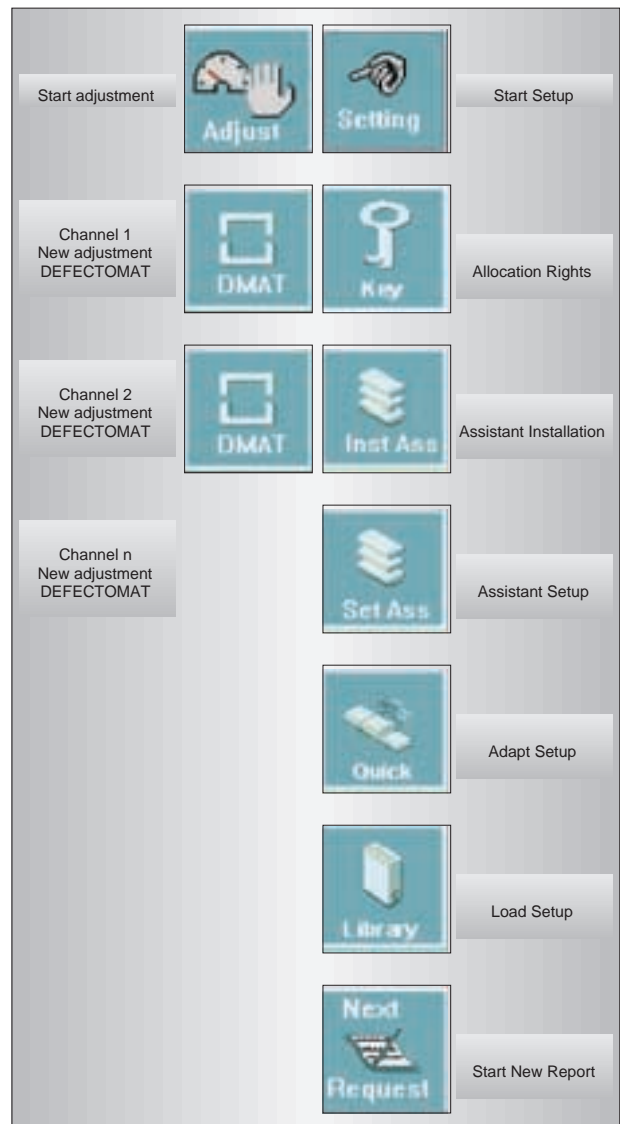 Start adjustment
Adjust
Setting
Start Setup
Channel 1
New adjustment
DEFECTOMAT
DMAT
Key
Allocation Rights
Channel 2
New adjustment
DEFECTOMAT
DMAT
Inst Ass
Assistant Installation
Channel n
New adjustment
DEFECTOMAT
Set Ass
Assistant Setup
Quick
Adapt Setup
Library
Load Setup
Next
Request
Start New Report